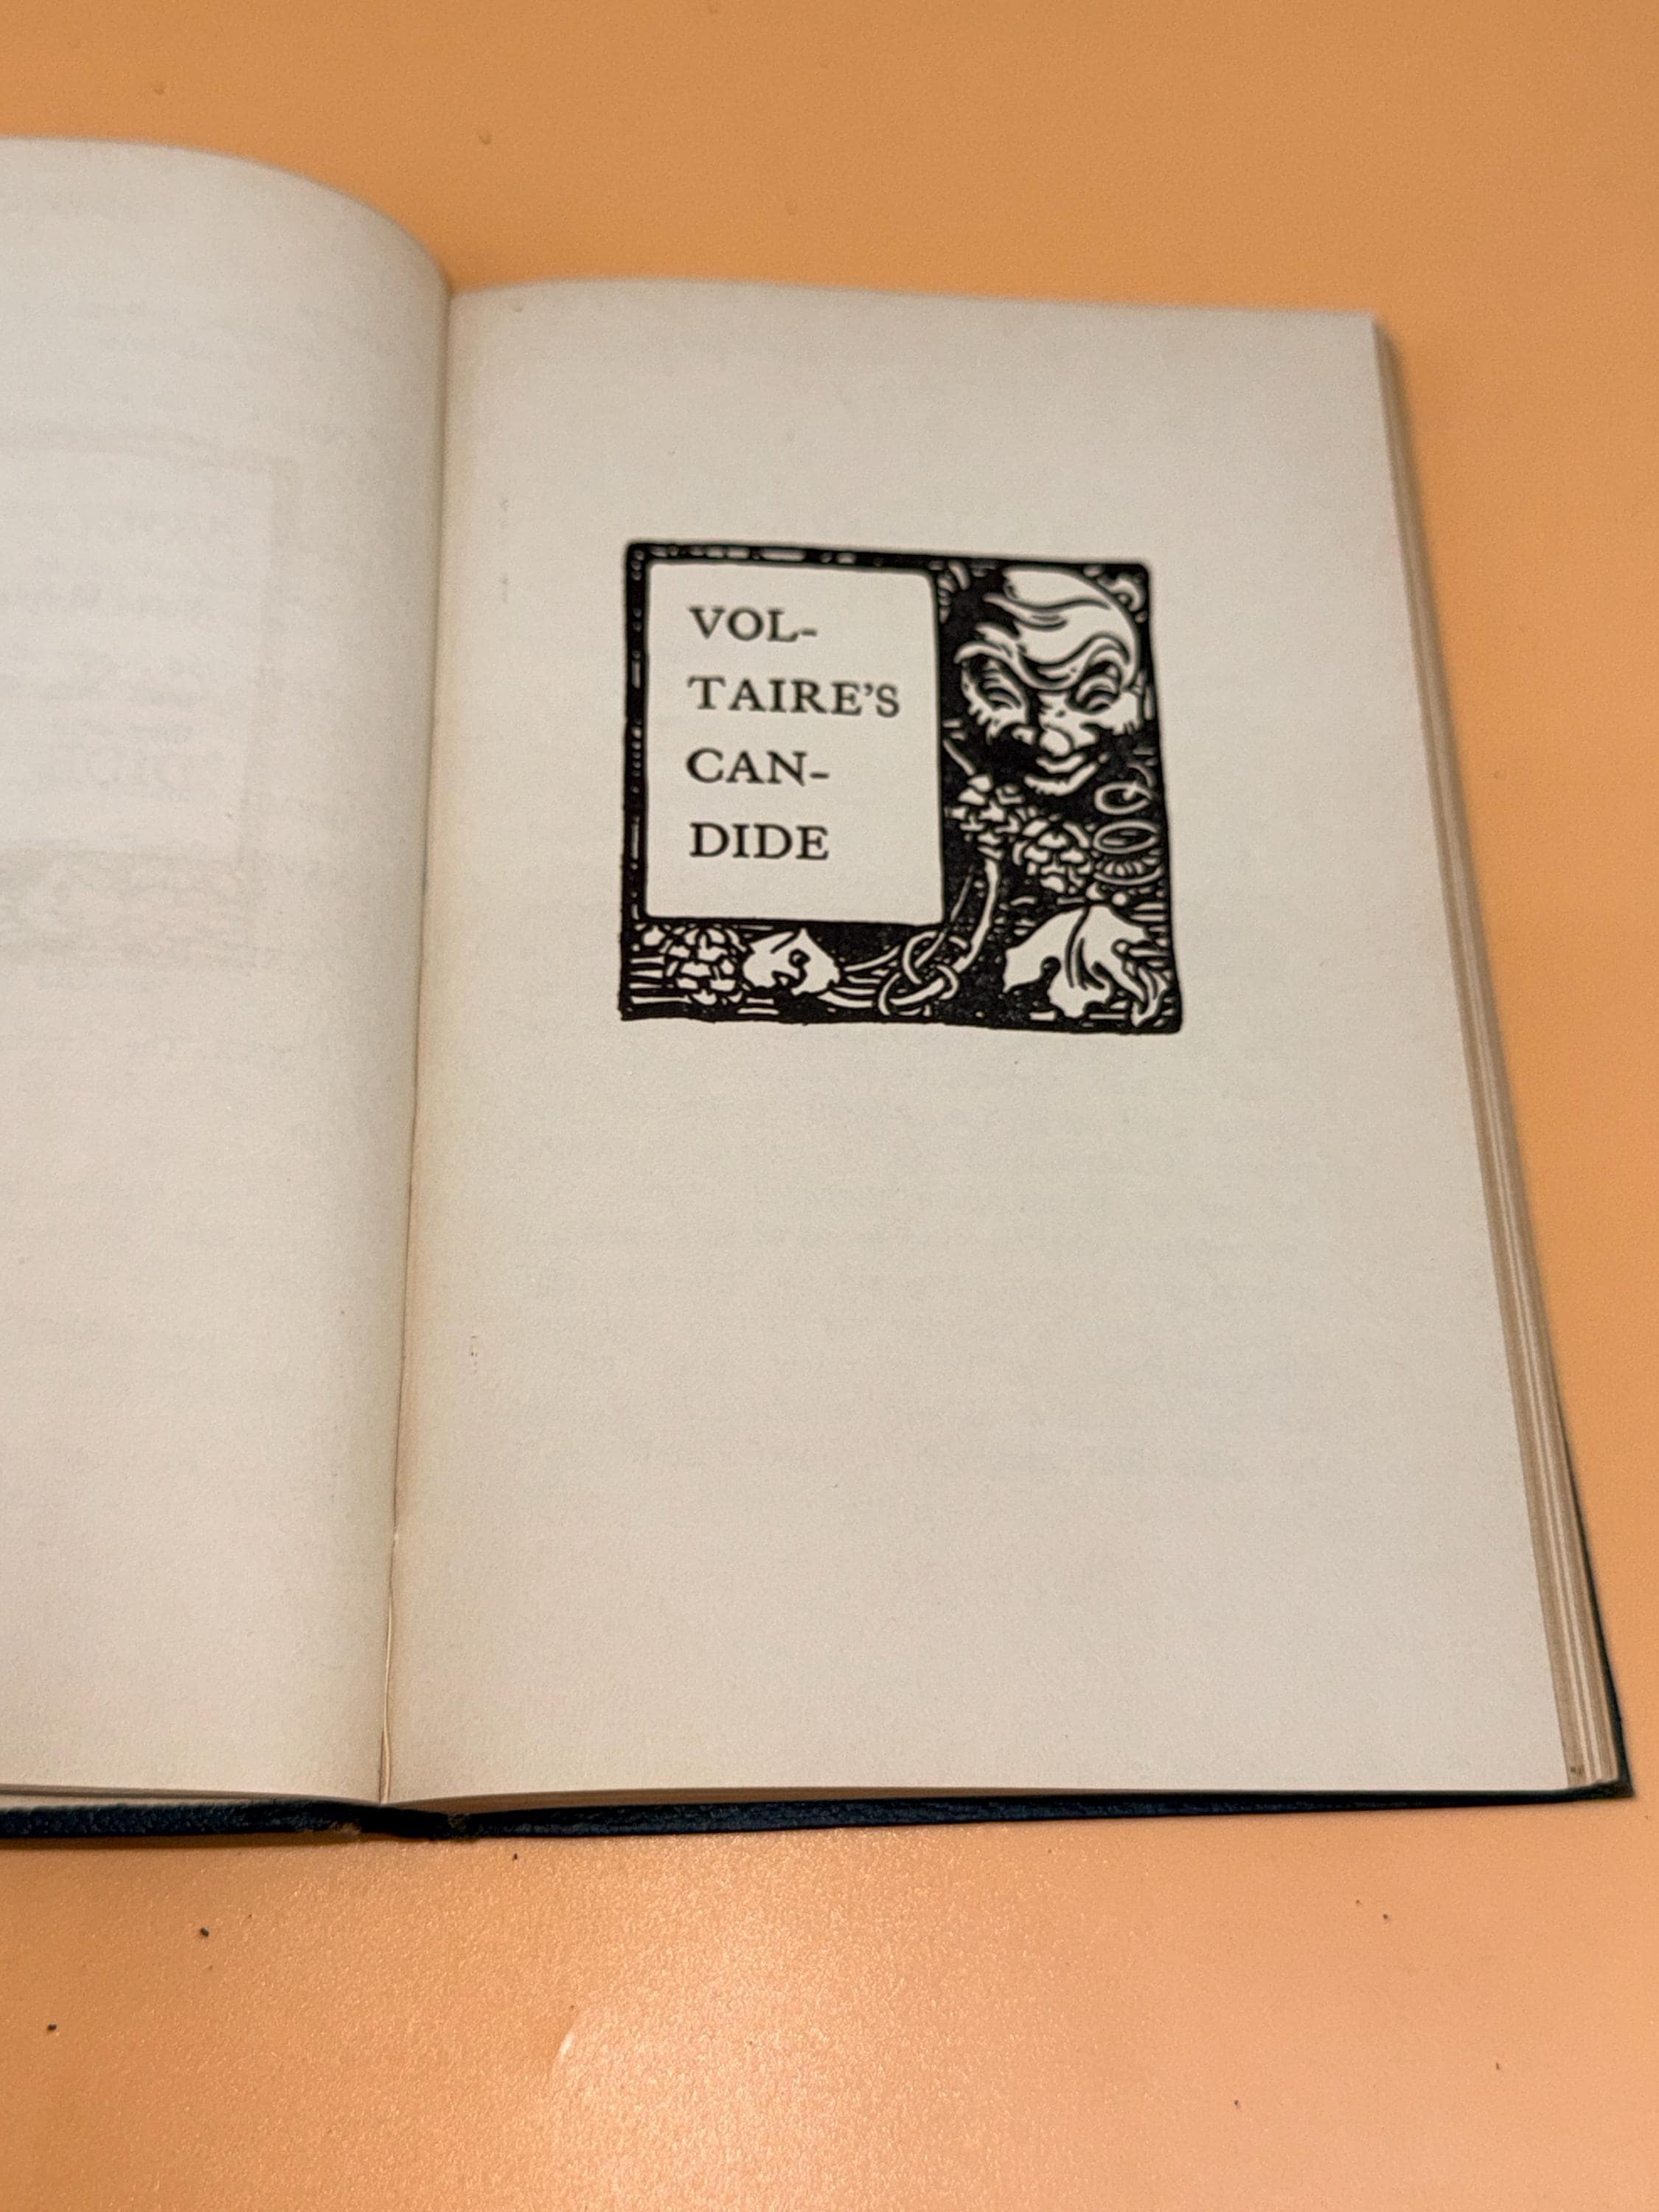 VOL-
TAIRE’S
CAN-
DIDE